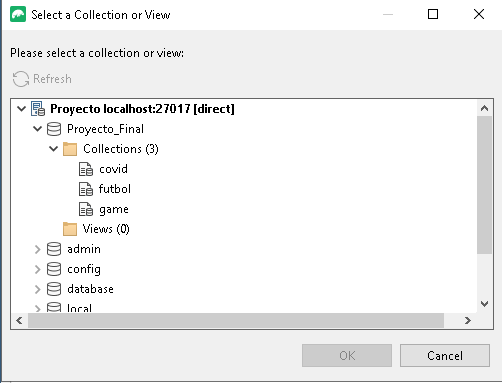 Select a Collection or View
Please select a collection or view:
Refresh
Proyecto localhost:27017 [direct]
Proyecto_Final
Collections (3)
covid
futbol
game
Views (0)
admin
config
database
local
OK
Cancel